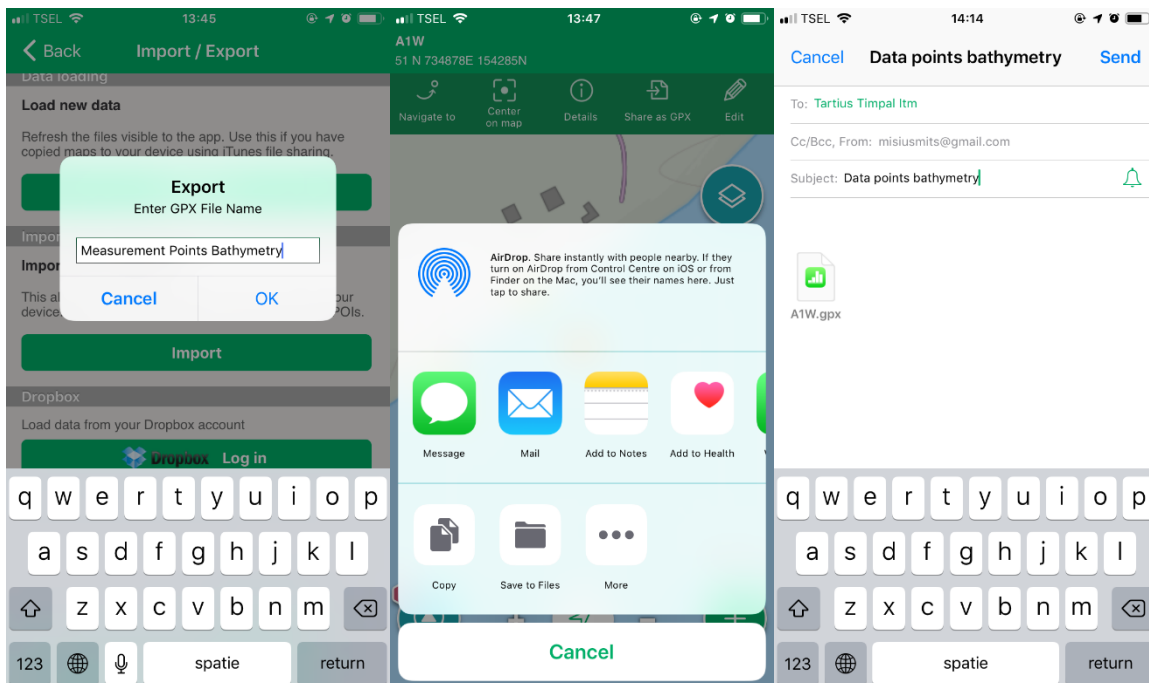 TSEL 13:45
Back Import / Export
Data loading
Load new data
Refresh the files visible to the app. Use this if you have
copied maps to your device using iTunes file sharing.
Export
Enter GPX File Name
Impor
Measurement Points Bathymetry
Impor
This al
our
device
POIs.
Cancel OK
Import
Dropbox
Load data from your Dropbox account
Dropbox Log in
q w e r t y u i o p
a s d f g h j k l
z x c v b n m
123 spatie return
TSEL 13:47
A1W
51 N 734878E 154285N
Navigate to
Center
on map
Details
Share as GPX
Edit
AirDrop. Share instantly with people nearby. If they
turn on AirDrop from Control Centre on iOS or from
Finder on the Mac, you'll see their names here. Just
tap to share.
Message Mail Add to Notes Add to Health
Copy Save to Files More
Cancel
TSEL 14:14
Cancel Data points bathymetry Send
To: Tartius Timpal Itm
Cc/Bcc, From: misiusmits@gmail.com
Subject: Data points bathymetry
A1W.gpx
q w e r t y u i o p
a s d f g h j k l
z x c v b n m
123 spatie return